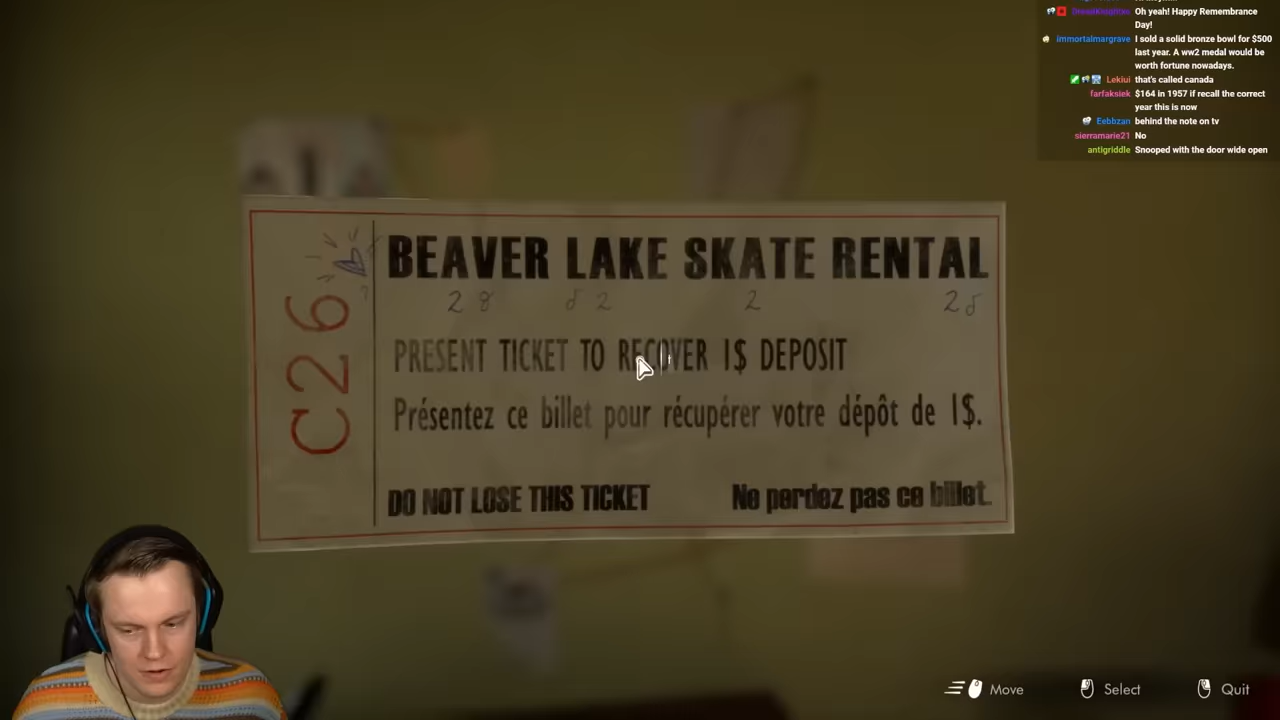 Oh yeah! Happy Remembrance
Day!
immortalmargrave I sold a solid bronze bowl for $500
last year. A ww2 medal would be
worth fortune nowadays.
Lekiui that's called canada
farfaksiek $164 in 1957 if recall the correct
year this is now
Eebbzan behind the note on tv
sierramarie21 No
antigriddle Snooped with the door wide open
C26
BEAVER LAKE SKATE RENTAL
2 8 2 2 2
PRESENT TICKET TO RECOVER 1$ DEPOSIT
Présentez ce billet pour récupérer votre dépôt de 1$.
DO NOT LOSE THIS TICKET Ne perdez pas ce billet.
Move Select Quit